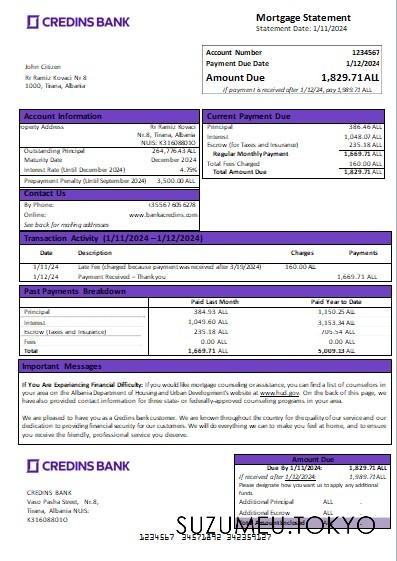 CREDINS BANK
Mortgage Statement
Statement Date: 1/11/2024
Account Number 1234567
Payment Due Date 1/12/2024
Amount Due 1,829.71 ALL
If payment is received after 1/12/24, pay 1,989.71 ALL
John Citizen
Rr Ramiz Kovaci Nr 8
1000, Tirana, Albania
Account Information
roperty Address Rr Ramiz Kovaci
Nr.8, Tirana, Albania
NUIS: K31608801O
Outstanding Principal 264,776.43 ALL
Maturity Date December 2024
Interest Rate (Until December 2024) 4.75%
Prepayment Penalty (Until September 2024) 3,500.00 ALL
Contact Us
By Phone: +35567 605 6278
Online: www.bankacredins.com
See back for mailing addresses
Current Payment Due
Principal 386.46 ALL
Interest 1,048.07 ALL
Escrow (for Taxes and Insurance) 235.18 ALL
Regular Monthly Payment 1,669.71 ALL
Total Fees Charged 160.00 ALL
Total Amount Due 1,829.71 ALL
Transaction Activity (1/11/2024 – 1/12/2024)
Date Description Charges Payments
1/11/24 Late Fee (charged because payment was received after 3/19/2024) 160.00 ALL
1/12/24 Payment Received – Thank you 1,669.71 ALL
Past Payments Breakdown
Paid Last Month Paid Year to Date
Principal 384.93 ALL 1,150.25 ALL
Interest 1,049.60 ALL 3,153.34 ALL
Escrow (Taxes and Insurance) 235.18 ALL 705.54 ALL
Fees 0.00 ALL 0.00 ALL
Total 1,669.71 ALL 5,009.13 ALL
Important Messages
If You Are Experiencing Financial Difficulty: If you would like mortgage counseling or assistance, you can find a list of counselors in
your area on the Albania Department of Housing and Urban Development's website at www.hud.gov. On the back of this page, we
have also provided contact information for three state- or federally-approved counseling programs in your area.
We are pleased to have you as the Credins bank customer. We are known throughout the country for the quality of our service and our
dedication to providing financial security for our customers. We will do everything we can to make you feel at home, and to ensure
you receive the friendly, professional service you deserve.
CREDINS BANK
CREDINS BANK
Vaso Pasha Street, Nr.8,
Tirana, Albania NUIS:
K31608801O
Amount Due
Due By 1/11/2024: 1,829.71 ALL
If received after 1/12/2024: 1,989.71 ALL
Please designate how you want us to apply any additional
funds.
Additional Principal ALL
Additional Escrow ALL
Total Amount Enclosed ALL
SUZUMEU.TOKYO